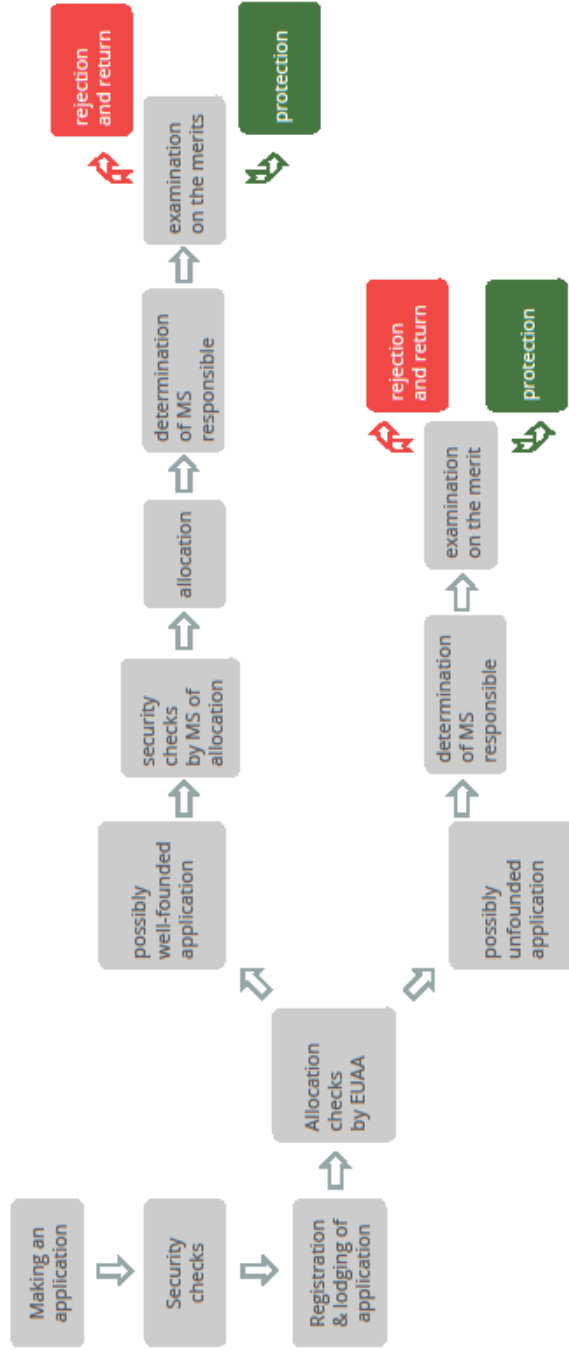 Making an
application
Security
checks
Registration
& lodging of
application
Allocation
checks
by EUAA
possibly
well-founded
application
security
checks
by MS of
allocation
allocation
determination
of MS
responsible
examination
on the merits
rejection
and return
protection
possibly
unfounded
application
determination
of MS
responsible
examination
on the merit
rejection
and return
protection